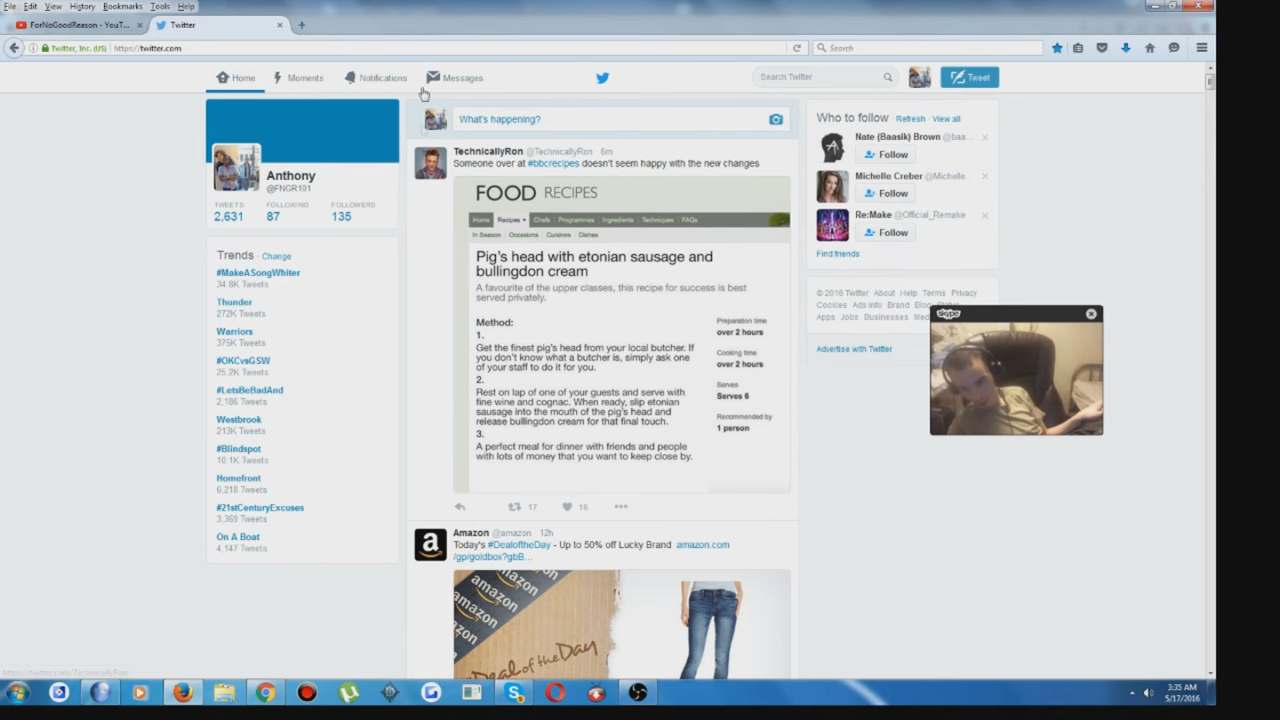 File Edit View History Bookmarks Tools Help
ForNoGoodReason - YouT...
Twitter
Twitter, Inc. (US) https://twitter.com
Search
Home Moments Notifications Messages
Search Twitter
Tweet
What's happening?
Anthony
@FNGR101
TWEETS FOLLOWING FOLLOWERS
2,631 87 135
Trends Change
#MakeASongWhiter
34.8K Tweets
Thunder
272K Tweets
Warriors
375K Tweets
#OKCvsGSW
25.2K Tweets
#LetsBeBadAnd
2,186 Tweets
Westbrook
213K Tweets
#Blindspot
10.1K Tweets
Homefront
6,218 Tweets
#21stCenturyExcuses
3,369 Tweets
On A Boat
4,147 Tweets
TechnicallyRon @TechnicallyRon · 6m
Someone over at #bbcrecipes doesn't seem happy with the new changes
FOOD RECIPES
Home Recipes Chefs Programmes Ingredients Techniques FAQs
In Season Occasions Cuisines Dishes
Pig's head with etonian sausage and
bullingdon cream
A favourite of the upper classes, this recipe for success is best
served privately.
Method:
1.
Get the finest pig's head from your local butcher. If
you don't know what a butcher is, simply ask one
of your staff to do it for you.
2.
Rest on lap of one of your guests and serve with
fine wine and cognac. When ready, slip etonian
sausage into the mouth of the pig's head and
release bullingdon cream for that final touch.
3.
A perfect meal for dinner with friends and people
with lots of money that you want to keep close by.
Preparation time
over 2 hours
Cooking time
over 2 hours
Serves
Serves 6
Recommended by
1 person
17 16
Amazon @amazon · 12h
Today's #DealoftheDay - Up to 50% off Lucky Brand amazon.com
/gp/goldbox?gbB...
amazon
amazon
amazon
Deal of the Day
Who to follow · Refresh · View all
Nate (Baasik) Brown @baa...
Follow
Michelle Creber @Michelle...
Follow
Re:Make @Official_Remake
Follow
Find friends
© 2016 Twitter About Help Terms Privacy
Cookies Ads info Brand Blog Status
Apps Jobs Businesses
Advertise with Twitter
skype
https://twitter.com/TechnicallyRon
3:35 AM
5/17/2016